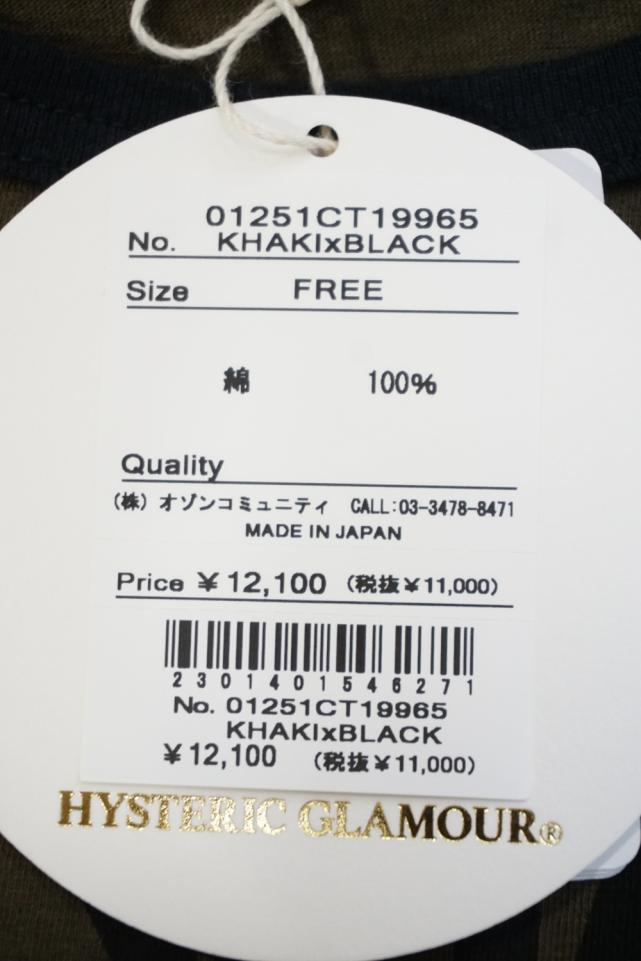 01251CT19965
No. KHAKIxBLACK
Size FREE
綿 100%
Quality
(株) オゾンコミュニティ CALL:03-3478-8471
MADE IN JAPAN
Price ¥12,100 (税抜¥11,000)
2301401546271
No. 01251CT19965
KHAKIxBLACK
¥12,100 (税抜¥11,000)
HYSTERIC GLAMOUR®